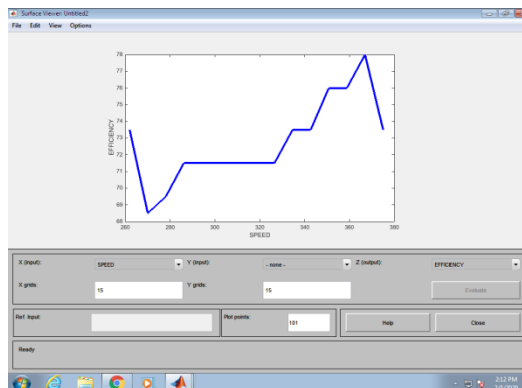 Surface Viewer: Untitled2
File Edit View Options
78
77
76
75
74
73
72
71
70
69
68
EFFICIENCY
260 280 300 320 340 360 380
SPEED
X (input): SPEED Y (input): -- none -- Z (output): EFFICIENCY
X grids: 15 Y grids: 15 Evaluate
Ref. Input: Plot points: 101 Help Close
Ready
2:12 PM